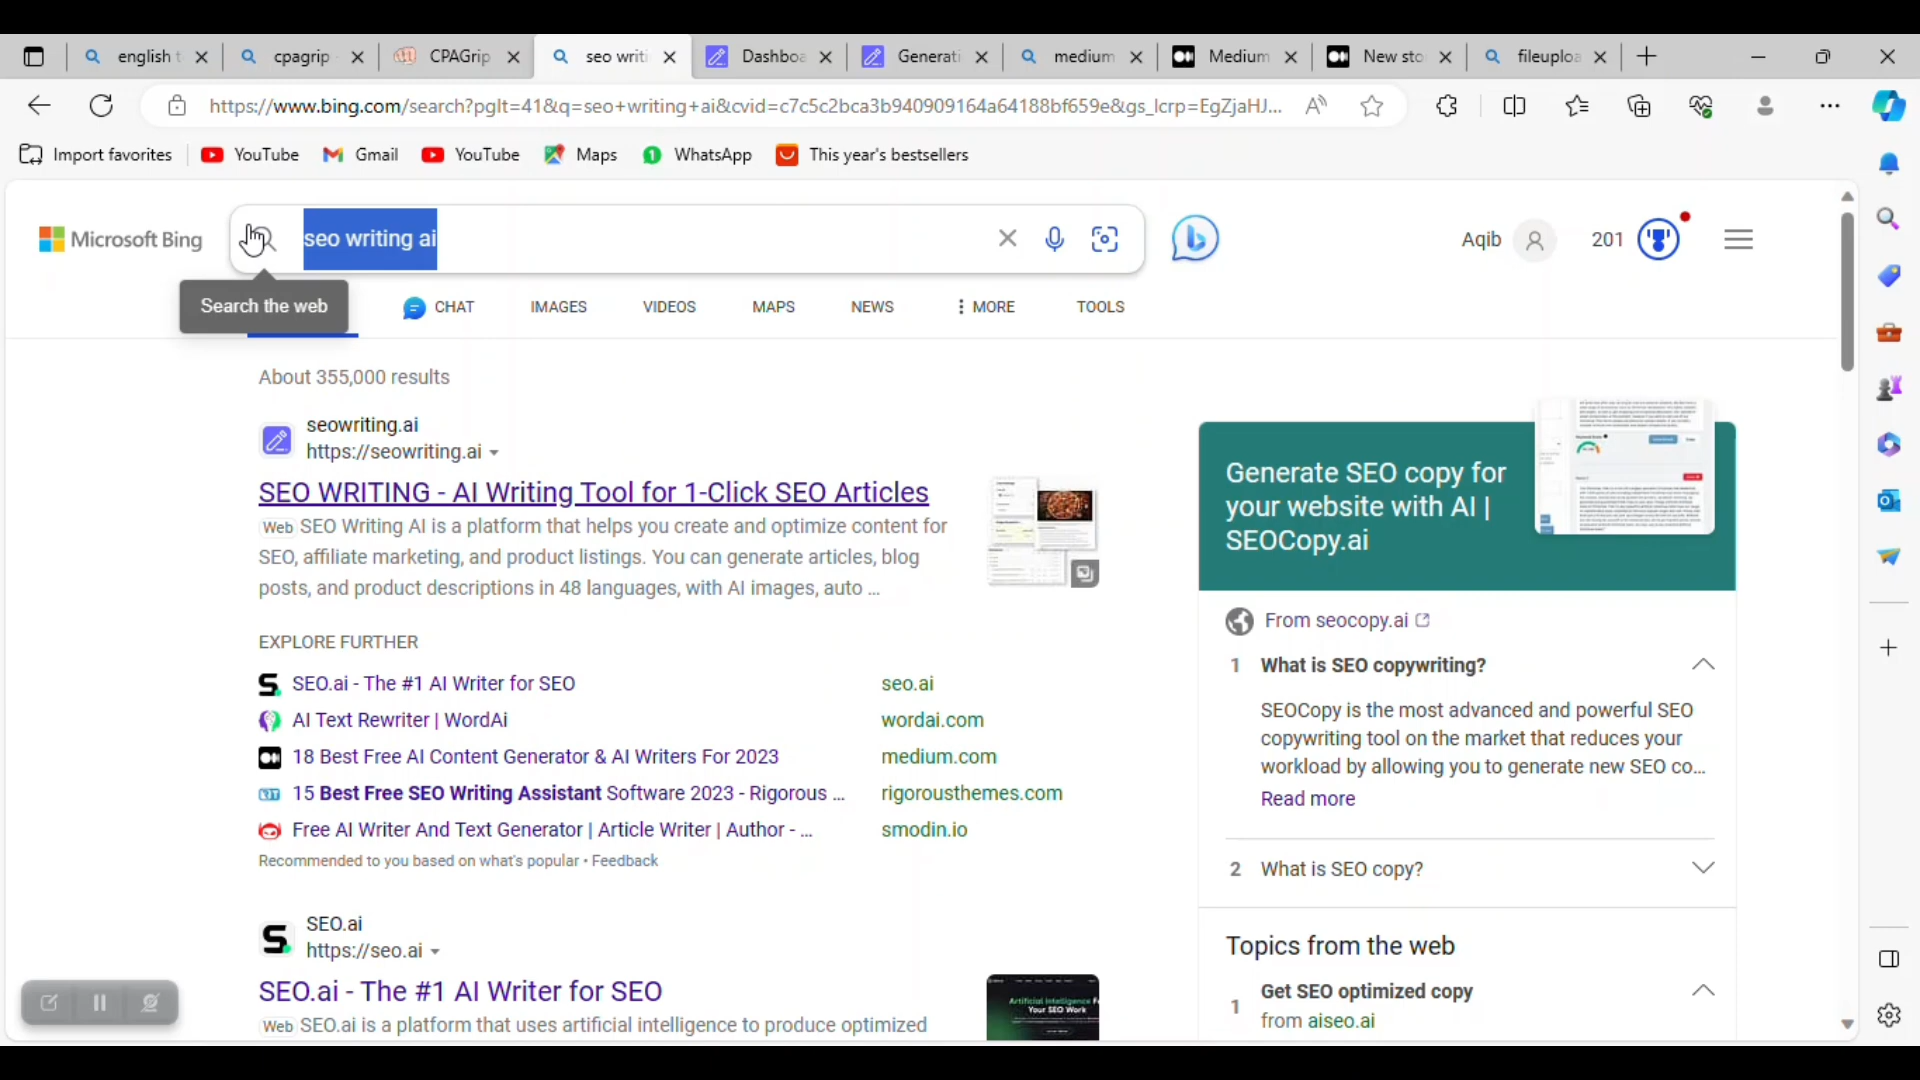 english t
cpagrip
CPAGrip
seo writi
Dashboa
Generati
medium
Medium
New sto
fileuploa
https://www.bing.com/search?pglt=41&q=seo+writing+ai&cvid=c7c5c2bca3b940909164a64188bf659e&gs_lcrp=EgZjaHJ...
Import favorites
YouTube
Gmail
YouTube
Maps
WhatsApp
This year's bestsellers
Microsoft Bing
seo writing ai
Aqib
201
Search the web
CHAT
IMAGES
VIDEOS
MAPS
NEWS
MORE
TOOLS
About 355,000 results
seowriting.ai
https://seowriting.ai
SEO WRITING - AI Writing Tool for 1-Click SEO Articles
Web SEO Writing AI is a platform that helps you create and optimize content for
SEO, affiliate marketing, and product listings. You can generate articles, blog
posts, and product descriptions in 48 languages, with AI images, auto ...
EXPLORE FURTHER
SEO.ai - The #1 AI Writer for SEO seo.ai
AI Text Rewriter | WordAi wordai.com
18 Best Free AI Content Generator & AI Writers For 2023 medium.com
15 Best Free SEO Writing Assistant Software 2023 - Rigorous ... rigorousthemes.com
Free AI Writer And Text Generator | Article Writer | Author - ... smodin.io
Recommended to you based on what's popular • Feedback
SEO.ai
https://seo.ai
SEO.ai - The #1 AI Writer for SEO
Web SEO.ai is a platform that uses artificial intelligence to produce optimized
Artificial Intelligence F
Your SEO Work
Generate SEO copy for
your website with AI |
SEOCopy.ai
From seocopy.ai
1 What is SEO copywriting?
SEOCopy is the most advanced and powerful SEO
copywriting tool on the market that reduces your
workload by allowing you to generate new SEO co...
Read more
2 What is SEO copy?
Topics from the web
1 Get SEO optimized copy
from aiseo.ai